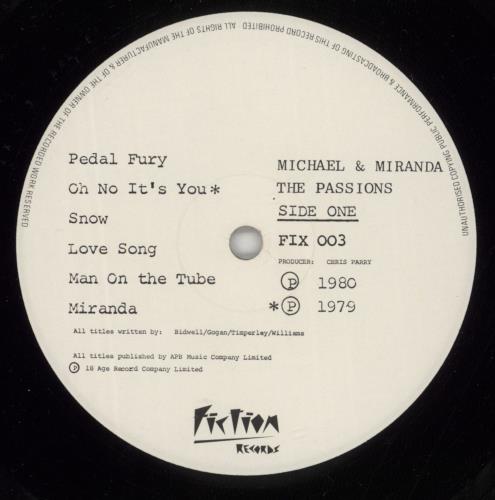 UNAUTHORISED COPYING PUBLIC PERFORMANCE & BROADCASTING OF THIS RECORD PROHIBITED ALL RIGHTS OF THE MANUFACTURER & OF THE OWNER OF THE RECORDED WORK RESERVED
Pedal Fury
Oh No It's You*
Snow
Love Song
Man On the Tube
Miranda
MICHAEL & MIRANDA
THE PASSIONS
SIDE ONE
FIX 003
PRODUCER: CHRIS PARRY
Ⓟ 1980
*Ⓟ 1979
All titles written by: Bidwell/Gogan/Timperley/Williams
All titles published by APB Music Company Limited
Ⓟ 18 Age Record Company Limited
Fiction
Records